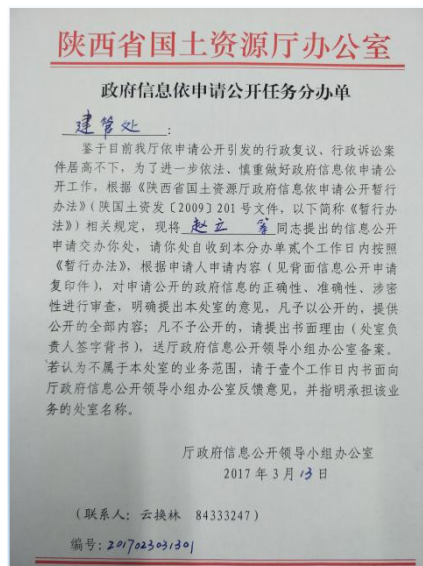 陕西省国土资源厅办公室
政府信息依申请公开任务分办单
建管处：
鉴于目前我厅依申请公开引发的行政复议、行政诉讼案
件居高不下，为了进一步依法、慎重做好政府信息依申请公
开工作，根据《陕西省国土资源厅政府信息依申请公开暂行
办法》（陕国土资发〔2009〕201号文件，以下简称《暂行办
法》）相关规定，现将 赵立 等 同志提出的信息公开
申请交办你处，请你处自收到本分办单贰个工作日内按照
《暂行办法》，根据申请人申请内容（见背面信息公开申请
复印件），对申请公开的政府信息的正确性、准确性、涉密
性进行审查，明确提出本处室的意见，凡予以公开的，提供
公开的全部内容；凡不予公开的，请提出书面理由（处室负
责人签字背书），送厅政府信息公开领导小组办公室备案。
若认为不属于本处室的业务范围，请于壹个工作日内书面向
厅政府信息公开领导小组办公室反馈意见，并指明承担该业
务的处室名称。
厅政府信息公开领导小组办公室
2017年3月13日
（联系人：云换林 84333247）
编号：2017023031301